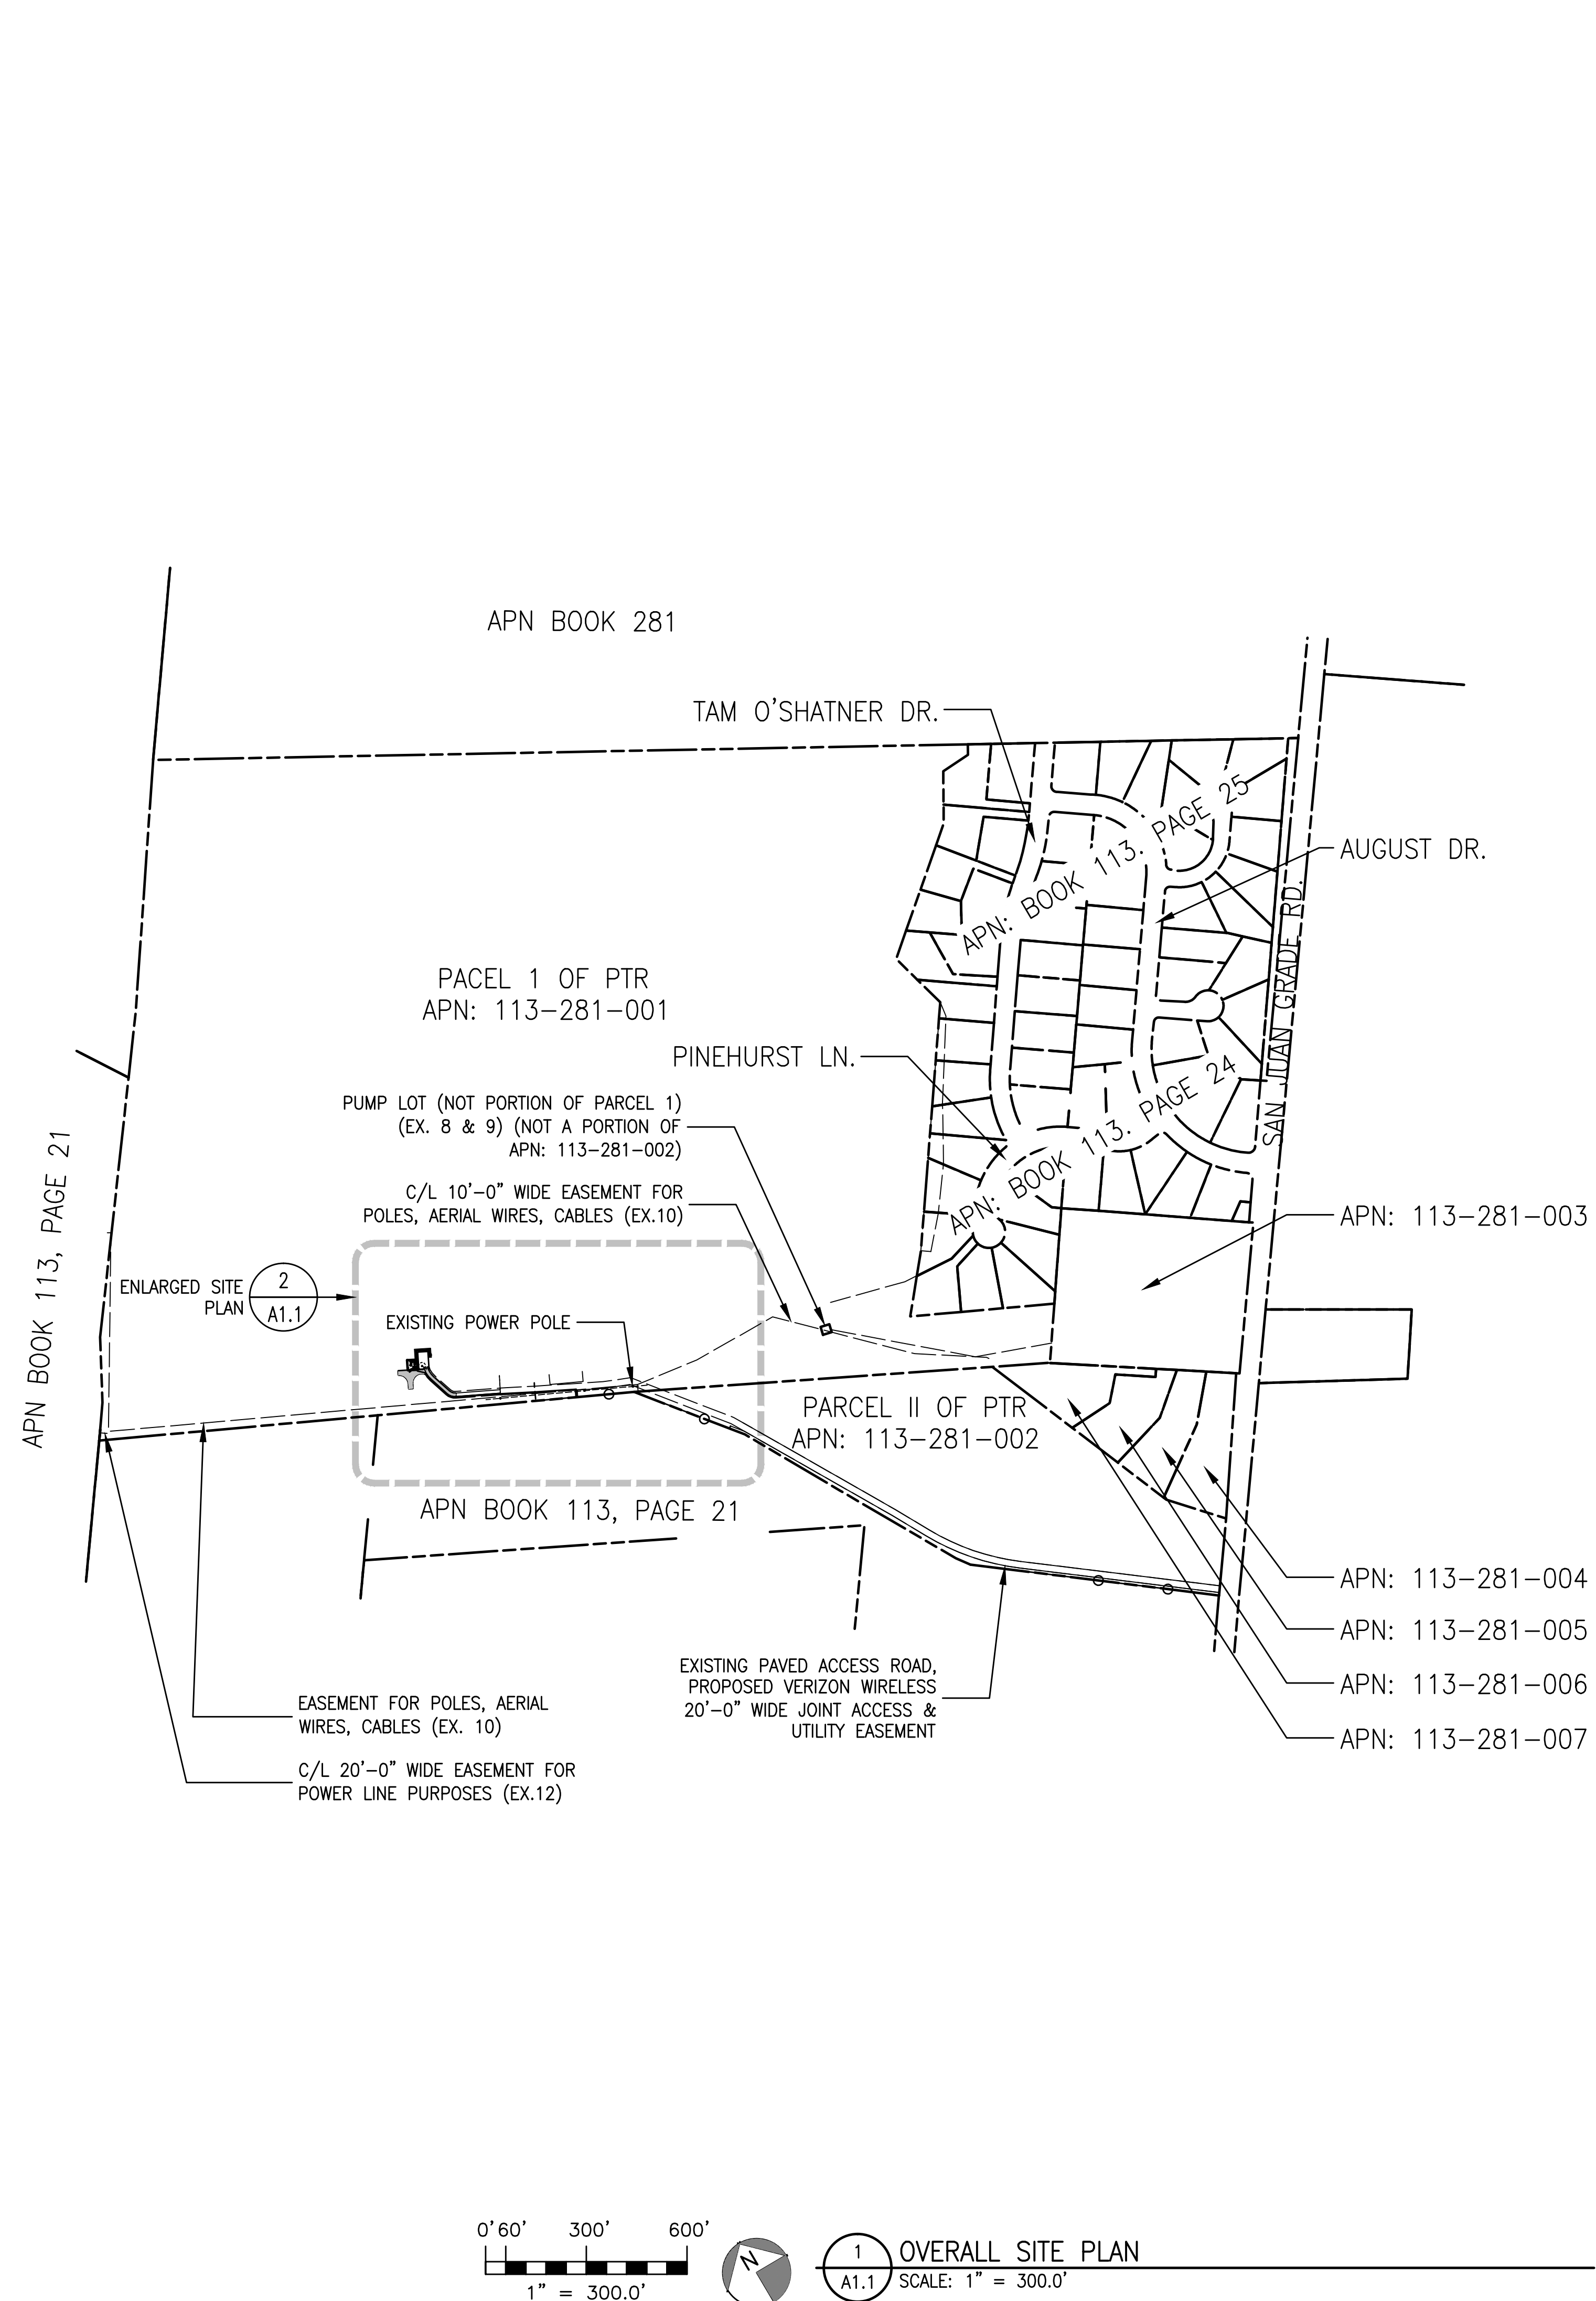 APN BOOK 281
TAM O'SHATNER DR.
APN: BOOK 113. PAGE 25
AUGUST DR.
SAN JUAN GRADE RD.
PACEL 1 OF PTR
APN: 113-281-001
PINEHURST LN.
APN: BOOK 113. PAGE 24
PUMP LOT (NOT PORTION OF PARCEL 1)
(EX. 8 & 9) (NOT A PORTION OF
APN: 113-281-002)
C/L 10'-0" WIDE EASEMENT FOR
POLES, AERIAL WIRES, CABLES (EX.10)
APN: 113-281-003
APN BOOK 113, PAGE 21
ENLARGED SITE
PLAN
2
A1.1
EXISTING POWER POLE
PARCEL II OF PTR
APN: 113-281-002
APN BOOK 113, PAGE 21
APN: 113-281-004
APN: 113-281-005
APN: 113-281-006
APN: 113-281-007
EXISTING PAVED ACCESS ROAD,
PROPOSED VERIZON WIRELESS
20'-0" WIDE JOINT ACCESS &
UTILITY EASEMENT
EASEMENT FOR POLES, AERIAL
WIRES, CABLES (EX. 10)
C/L 20'-0" WIDE EASEMENT FOR
POWER LINE PURPOSES (EX.12)
0' 60' 300' 600'
1" = 300.0'
N
1
A1.1
OVERALL SITE PLAN
SCALE: 1" = 300.0'